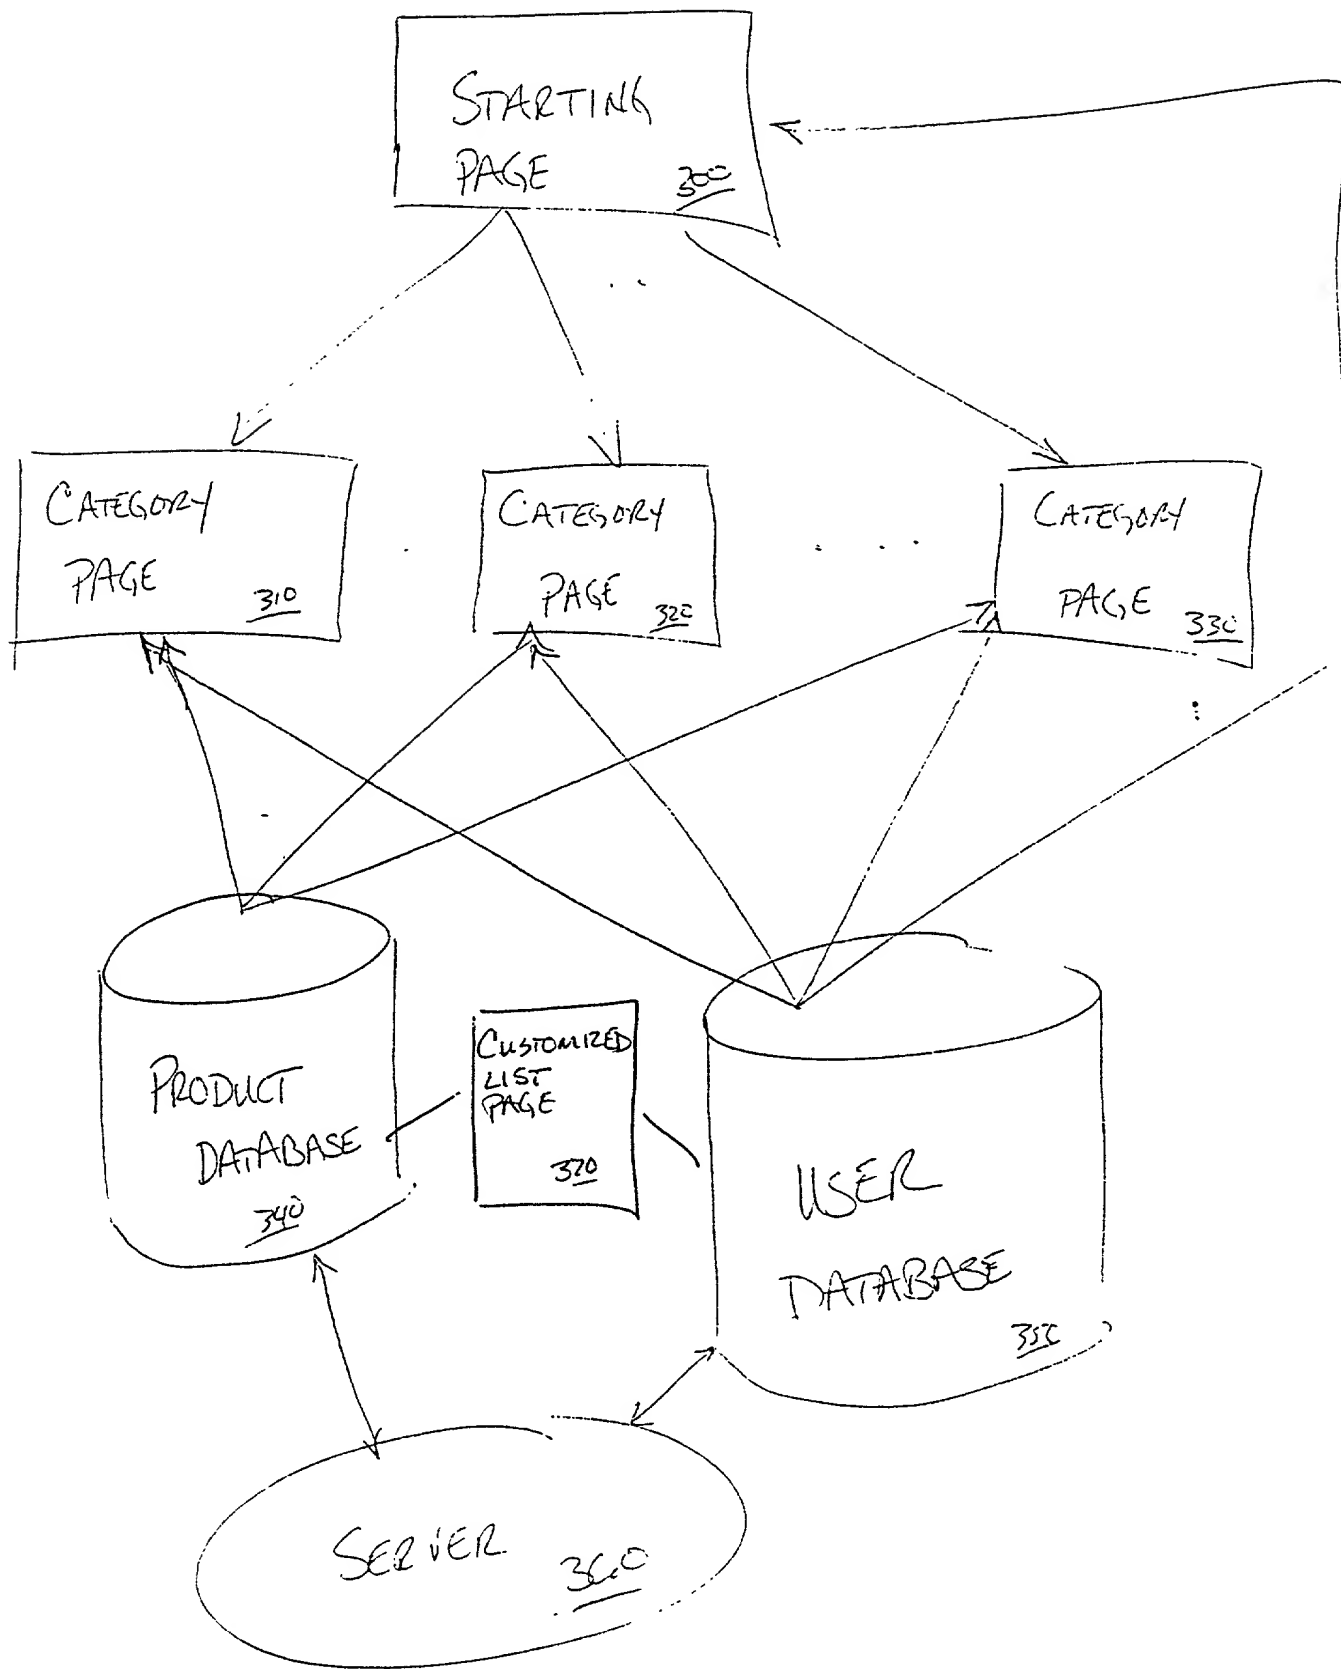 STARTING
PAGE
300
CATEGORY
PAGE
310
CATEGORY
PAGE
320
CATEGORY
PAGE
330
PRODUCT
DATABASE
340
CUSTOMIZED
LIST
PAGE
370
USER
DATABASE
350
SERVER
360